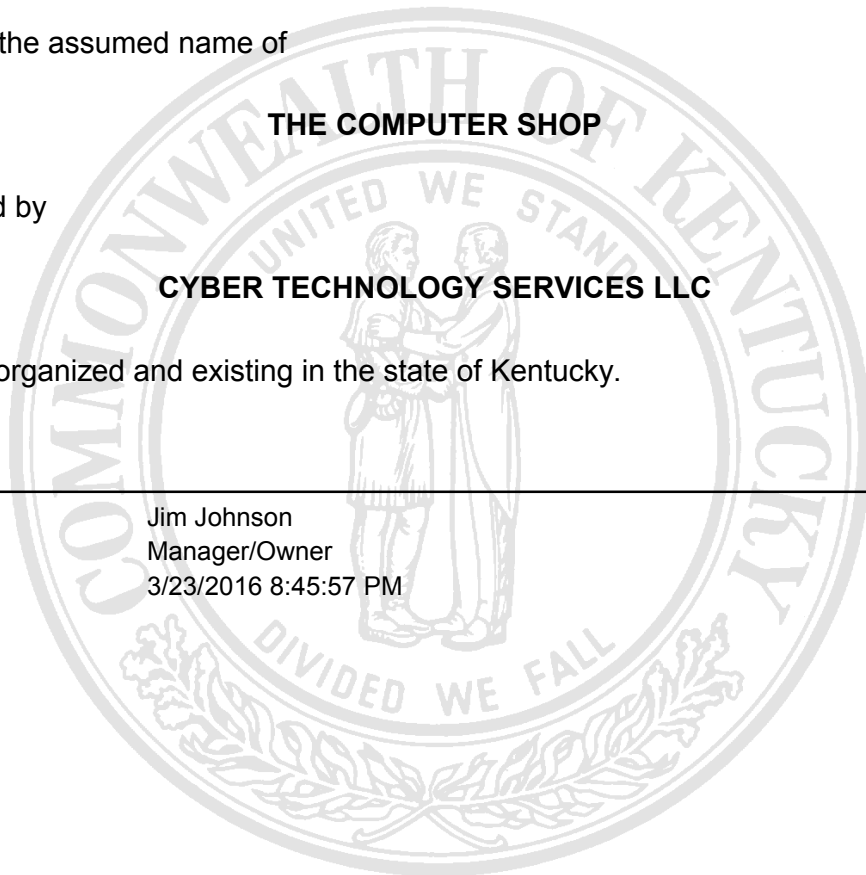 the assumed name of
THE COMPUTER SHOP
d by
CYBER TECHNOLOGY SERVICES LLC
organized and existing in the state of Kentucky.
Jim Johnson
Manager/Owner
3/23/2016 8:45:57 PM
COMMONWEALTH OF KENTUCKY
UNITED WE STAND
DIVIDED WE FALL